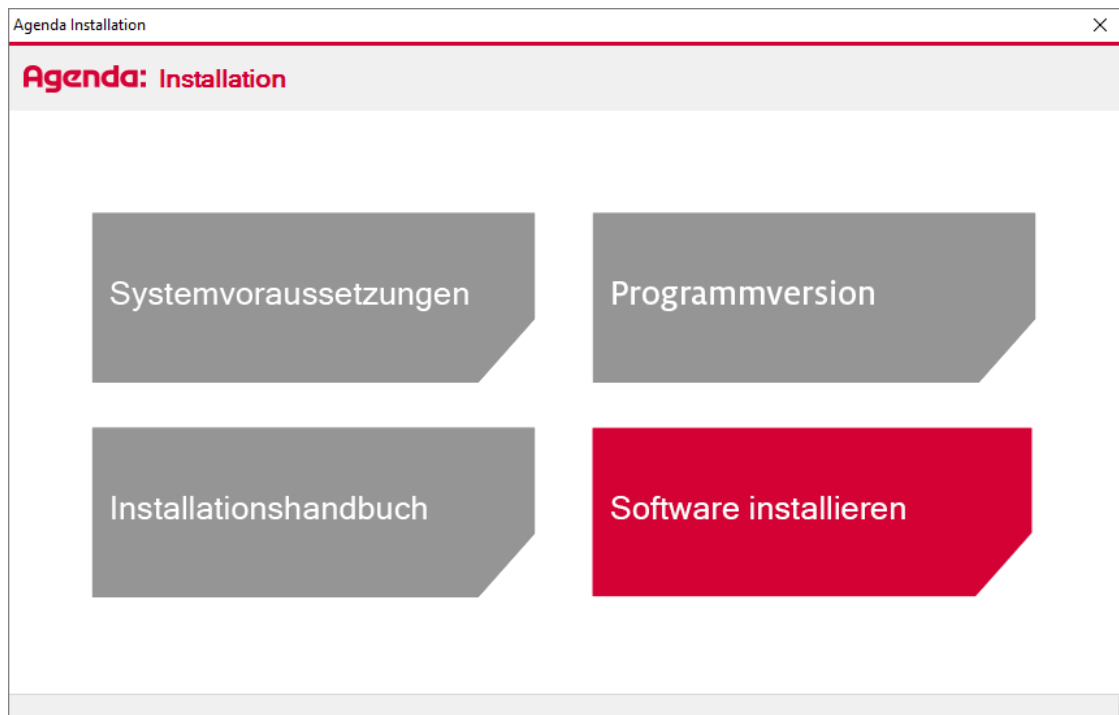 Agenda Installation
Agenda: Installation
Systemvoraussetzungen
Programmversion
Installationshandbuch
Software installieren